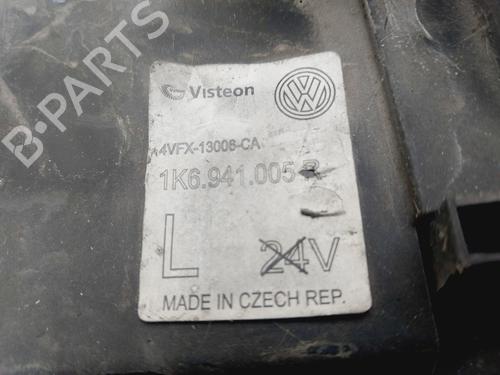 Visteon
4VFX-13006-CA
1K6.941.005
L 24V
MADE IN CZECH REP.
B-PARTS